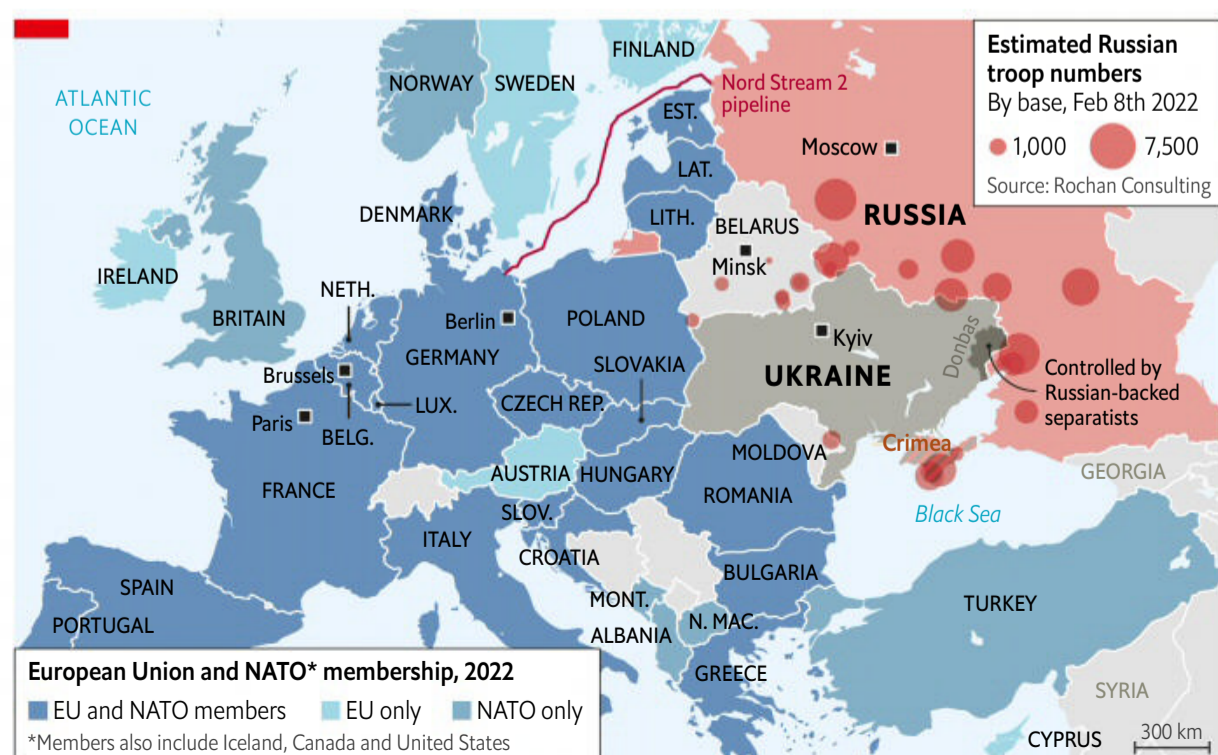 FINLAND
NORWAY
SWEDEN
ATLANTIC
OCEAN
Nord Stream 2
pipeline
EST.
Estimated Russian
troop numbers
By base, Feb 8th 2022
1,000
7,500
Source: Rochan Consulting
Moscow
LAT.
DENMARK
LITH.
BELARUS
RUSSIA
Minsk
IRELAND
NETH.
BRITAIN
Berlin
POLAND
Kyiv
GERMANY
SLOVAKIA
UKRAINE
Donbas
Controlled by
Russian-backed
separatists
Brussels
LUX.
CZECH REP.
Paris
BELG.
Crimea
MOLDOVA
AUSTRIA
HUNGARY
GEORGIA
FRANCE
ROMANIA
SLOV.
Black Sea
ITALY
CROATIA
SPAIN
BULGARIA
MONT.
TURKEY
PORTUGAL
N. MAC.
ALBANIA
GREECE
SYRIA
CYPRUS
300 km
European Union and NATO* membership, 2022
EU and NATO members EU only NATO only
*Members also include Iceland, Canada and United States